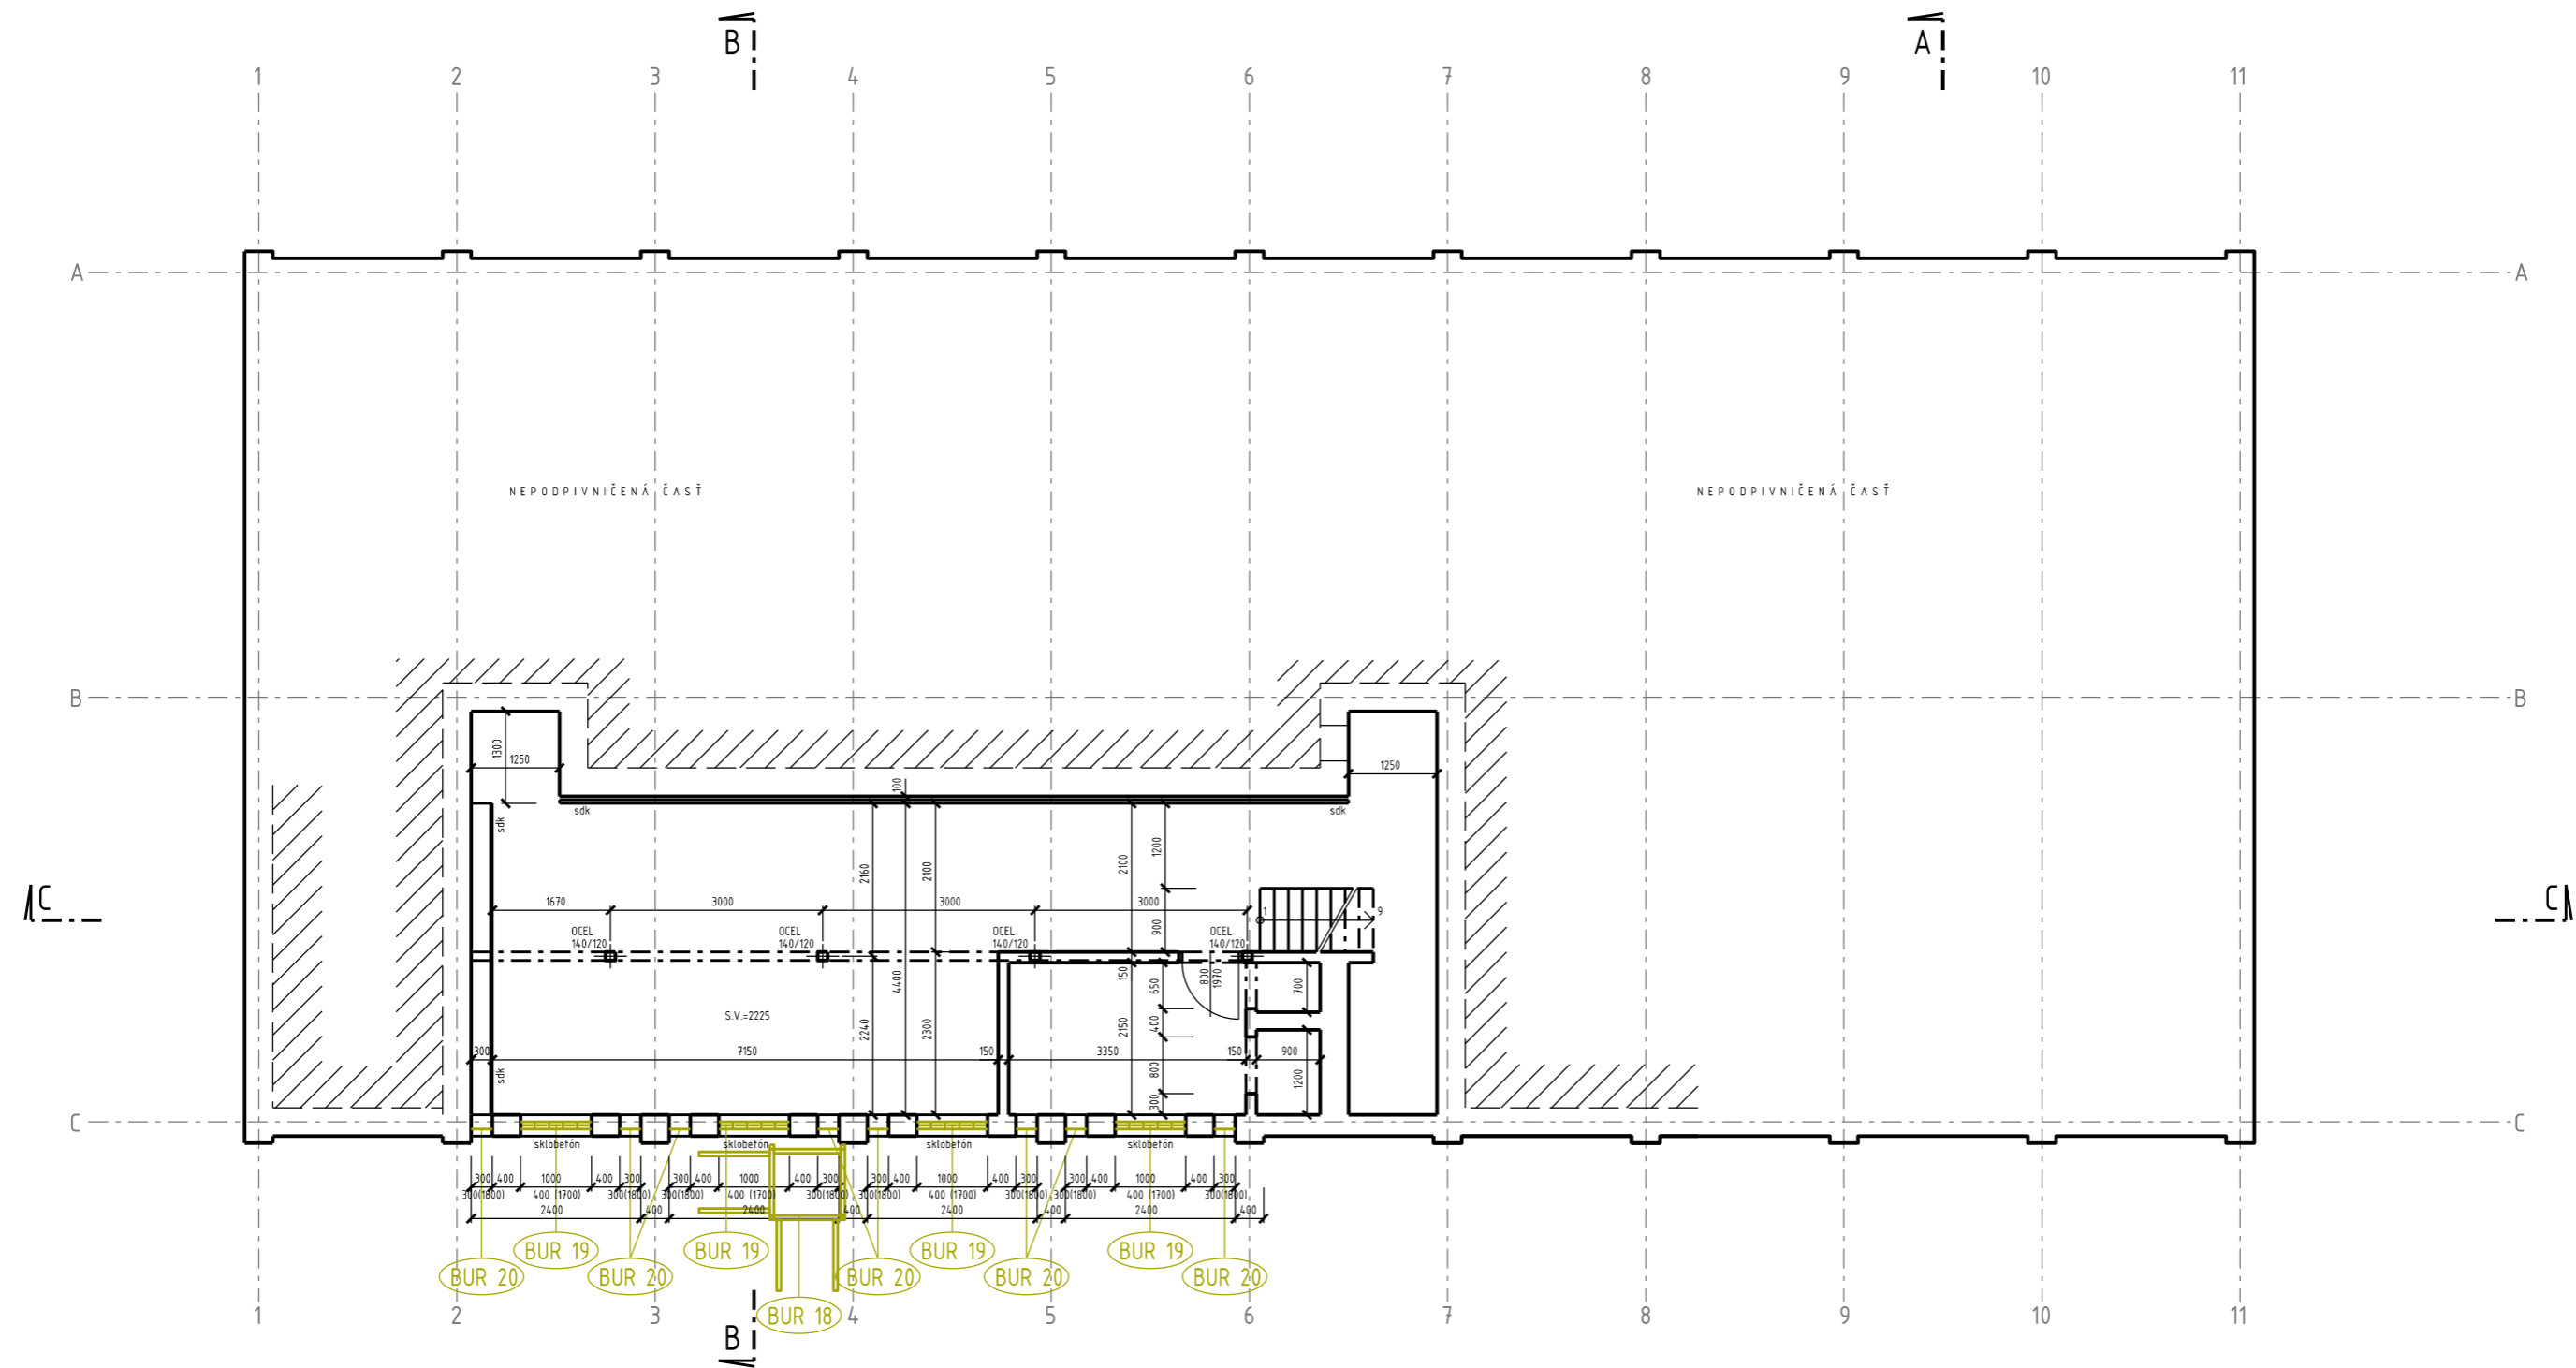 B A
1 2 3 4 5 6 7 8 9 10 11
A A
NEPODPIVNIČENÁ ČASŤ NEPODPIVNIČENÁ ČASŤ
B B
1300 1250 1250
100
sdk sdk sdk
2160 2100 2100 1200
C C
1670 3000 3000 3000 900 1 9
OCEL OCEL OCEL OCEL
140/120 140/120 140/120 140/120
4400 150 650 800 1970 700
S.V.=2225
2240 2300 2150 400
300 7150 150 3350 150 900
sdk 800 1200
300
C C
sklobetón sklobetón sklobetón sklobetón
300 400 1000 400 300 300 400 1000 400 300 300 400 1000 400 300 300 400 1000 400 300
300(1800) 400 (1700) 300(1800) 300(1800) 400 (1700) 300(1800) 300(1800) 400 (1700) 300(1800) 300(1800) 400 (1700) 300(1800)
2400 400 2400 400 2400 400 2400 400
BUR 19 BUR 19 BUR 19 BUR 19
BUR 20 BUR 20 BUR 20 BUR 20 BUR 20
BUR 18
1 2 3 4 5 6 7 8 9 10 11
B